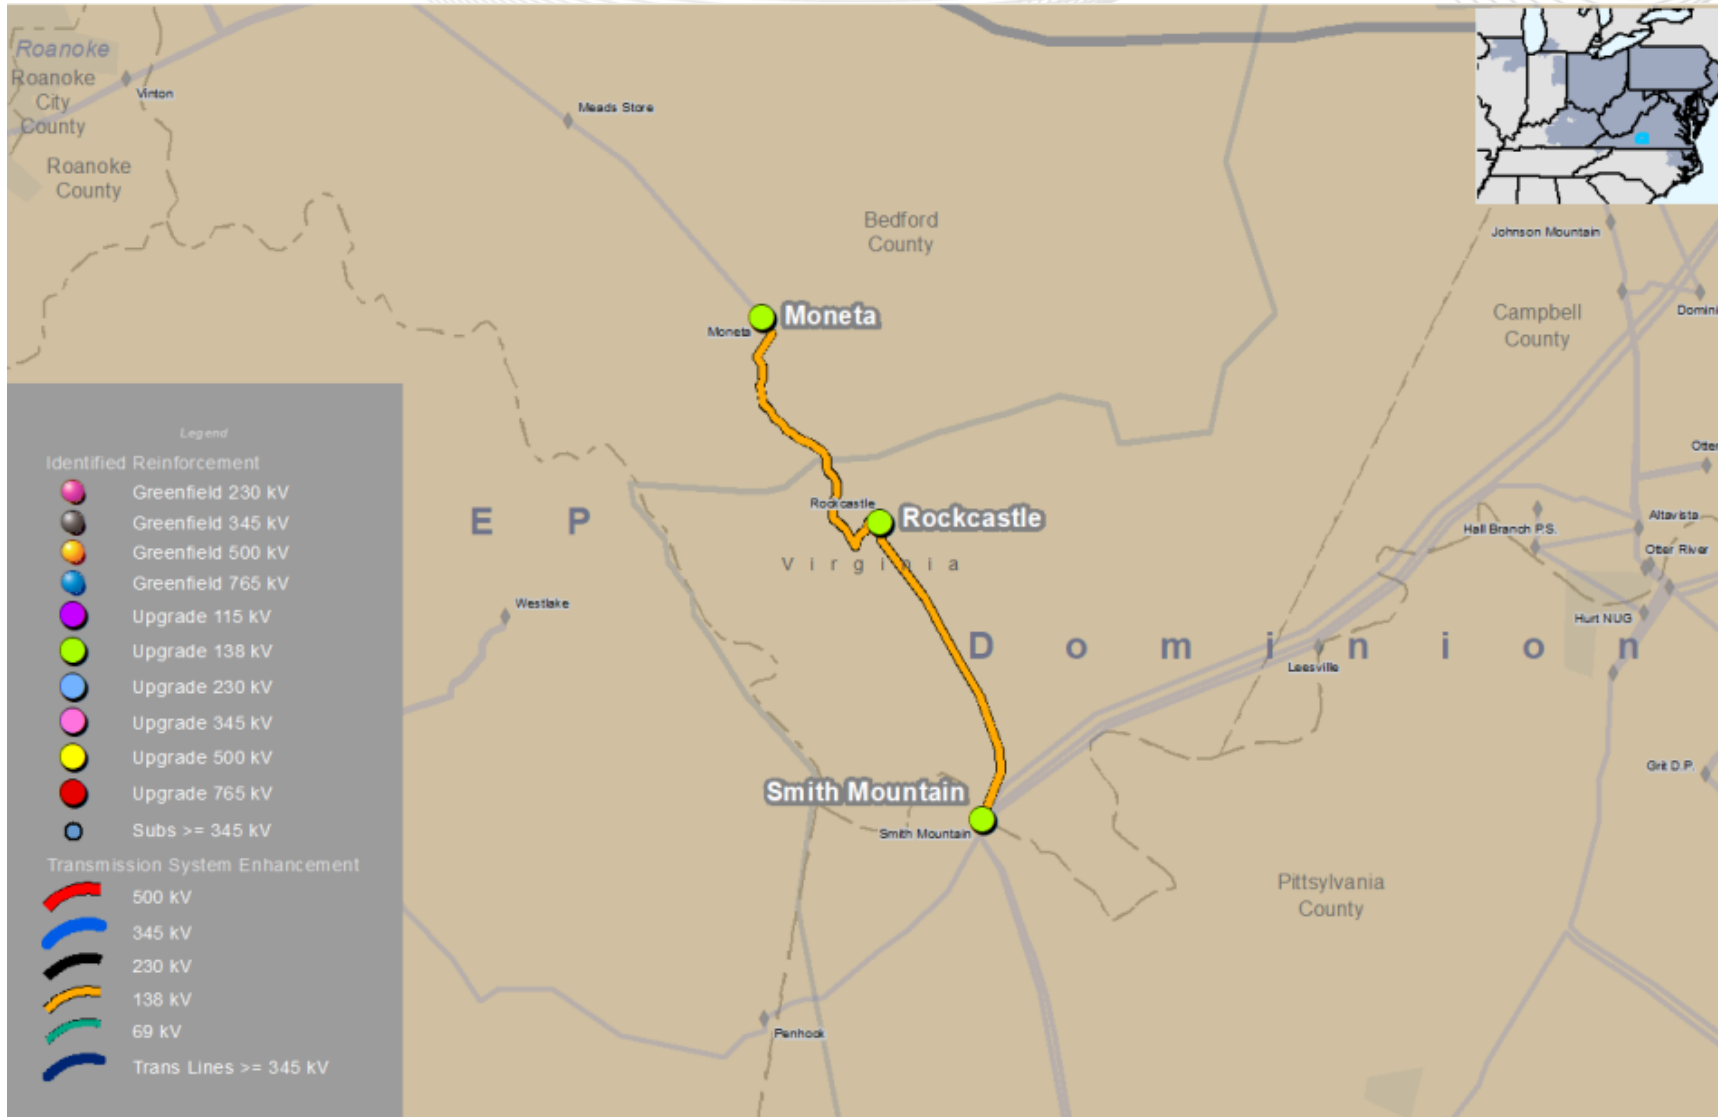 Roanoke
Roanoke
City
County
Vinton
Roanoke
County
Meads Store
Bedford
County
Johnson Mountain
Campbell
County
Moneta
Moneta
Rockcastle
Rockcastle
Virginia
E P
Westlake
Dominion
Leesville
Hall Branch P.S.
Altavista
Otter River
Hurt NUG
Grit D.P.
Smith Mountain
Smith Mountain
Pittsylvania
County
Penhook
Legend
Identified Reinforcement
Greenfield 230 kV
Greenfield 345 kV
Greenfield 500 kV
Greenfield 765 kV
Upgrade 115 kV
Upgrade 138 kV
Upgrade 230 kV
Upgrade 345 kV
Upgrade 500 kV
Upgrade 765 kV
Subs >= 345 kV
Transmission System Enhancement
500 kV
345 kV
230 kV
138 kV
69 kV
Trans Lines >= 345 kV